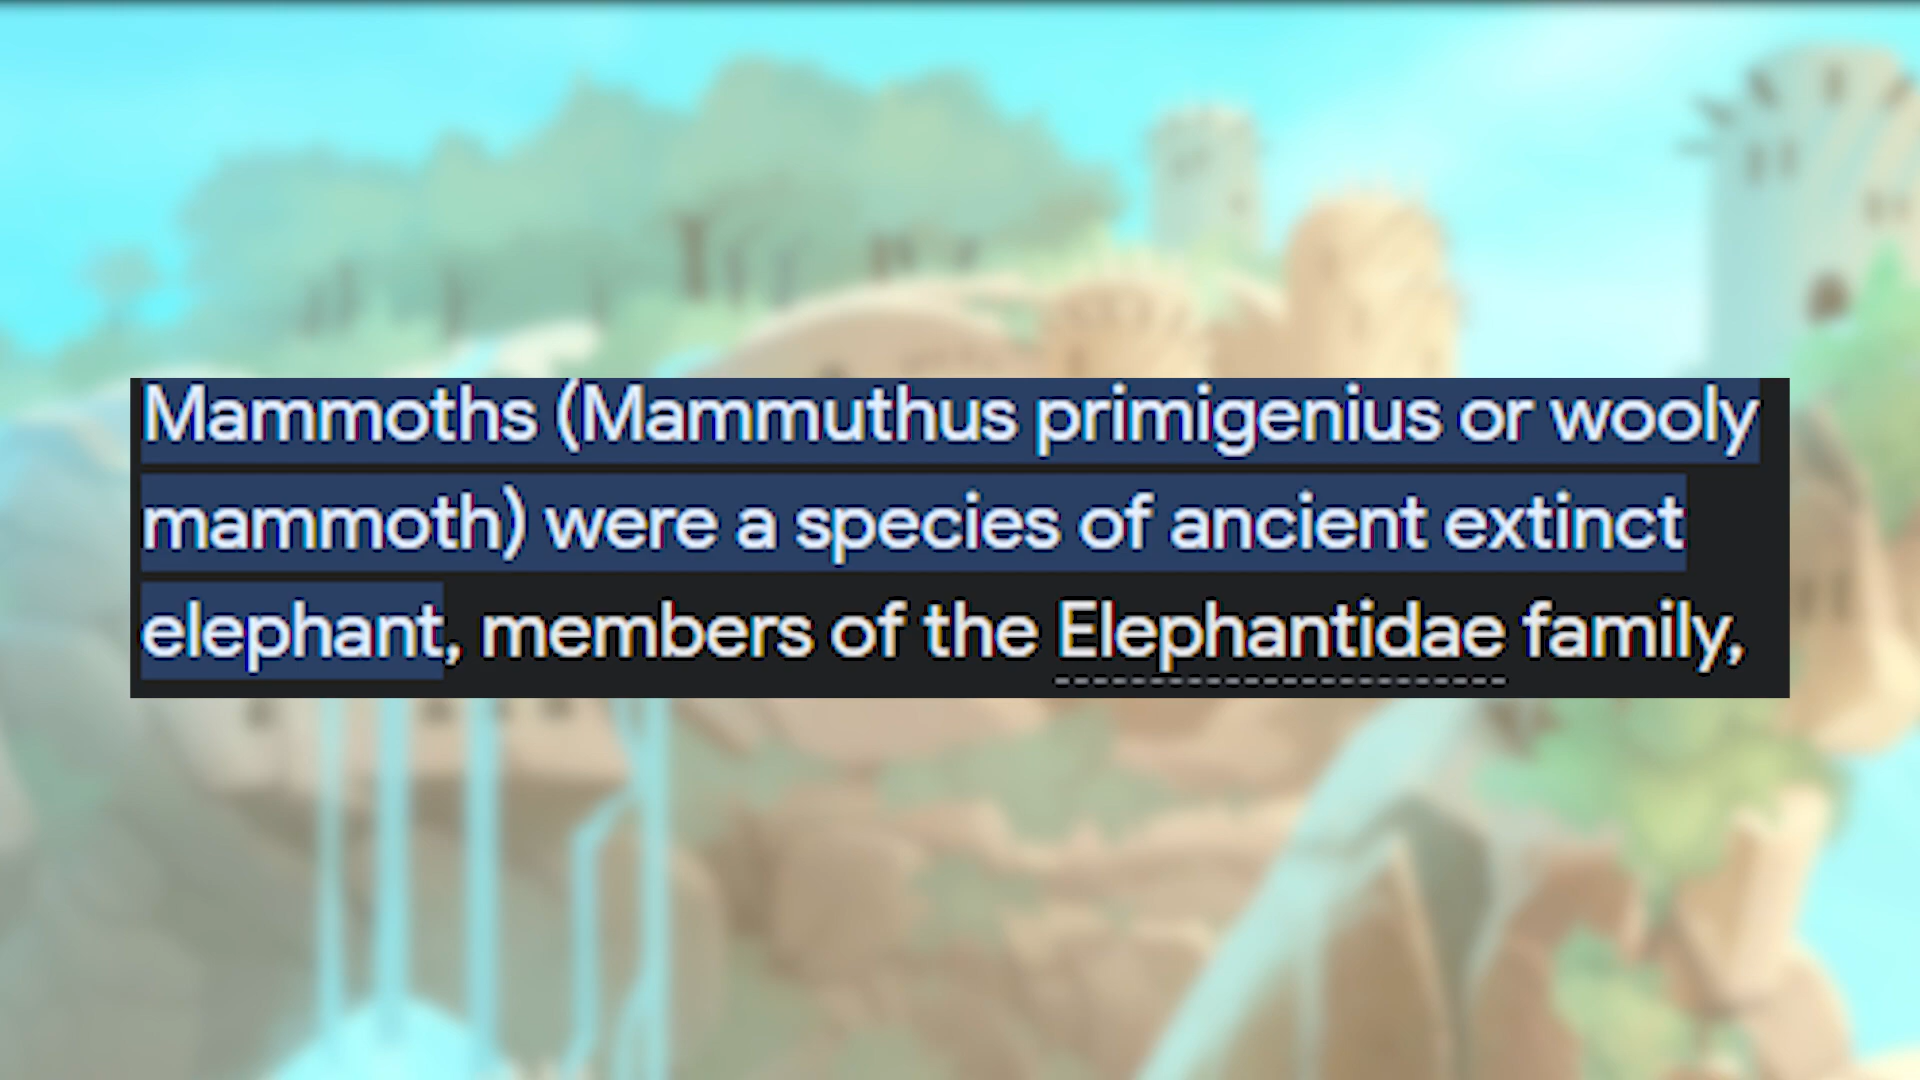 Mammoths (Mammuthus primigenius or wooly
mammoth) were a species of ancient extinct
elephant, members of the Elephantidae family,